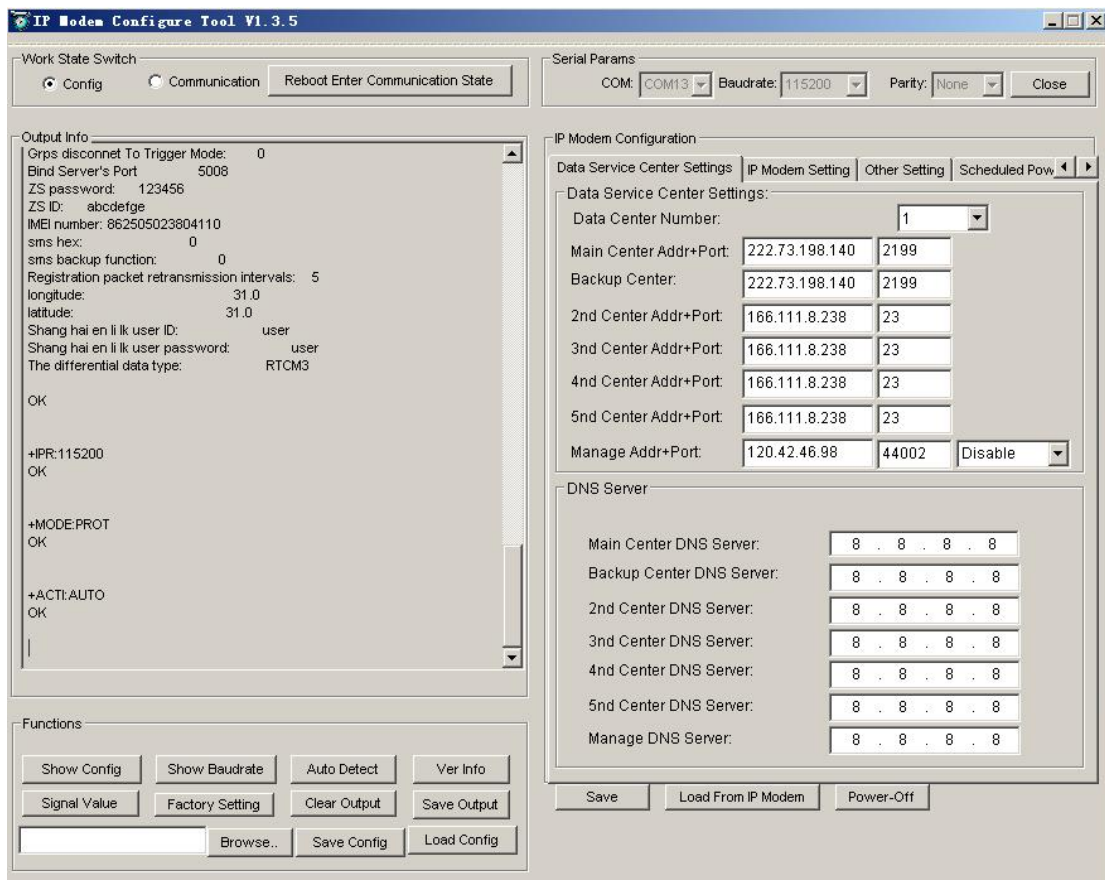 IP Modem Configure Tool V1.3.5
Work State Switch
Config Communication Reboot Enter Communication State
Serial Params
COM: COM13 Baudrate: 115200 Parity: None Close
Output Info
Grps disconnet To Trigger Mode: 0
Bind Server's Port 5008
ZS password: 123456
ZS ID: abcdefge
IMEI number: 862505023804110
sms hex: 0
sms backup function: 0
Registration packet retransmission intervals: 5
longitude: 31.0
latitude: 31.0
Shang hai en li lk user ID: user
Shang hai en li lk user password: user
The differential data type: RTCM3
OK
+IPR:115200
OK
+MODE:PROT
OK
+ACTI:AUTO
OK
IP Modem Configuration
Data Service Center Settings IP Modem Setting Other Setting Scheduled Pow
Data Service Center Settings:
Data Center Number: 1
Main Center Addr+Port: 222.73.198.140 2199
Backup Center: 222.73.198.140 2199
2nd Center Addr+Port: 166.111.8.238 23
3nd Center Addr+Port: 166.111.8.238 23
4nd Center Addr+Port: 166.111.8.238 23
5nd Center Addr+Port: 166.111.8.238 23
Manage Addr+Port: 120.42.46.98 44002 Disable
DNS Server
Main Center DNS Server: 8 . 8 . 8 . 8
Backup Center DNS Server: 8 . 8 . 8 . 8
2nd Center DNS Server: 8 . 8 . 8 . 8
3nd Center DNS Server: 8 . 8 . 8 . 8
4nd Center DNS Server: 8 . 8 . 8 . 8
5nd Center DNS Server: 8 . 8 . 8 . 8
Manage DNS Server: 8 . 8 . 8 . 8
Functions
Show Config Show Baudrate Auto Detect Ver Info
Signal Value Factory Setting Clear Output Save Output
Browse.. Save Config Load Config
Save Load From IP Modem Power-Off